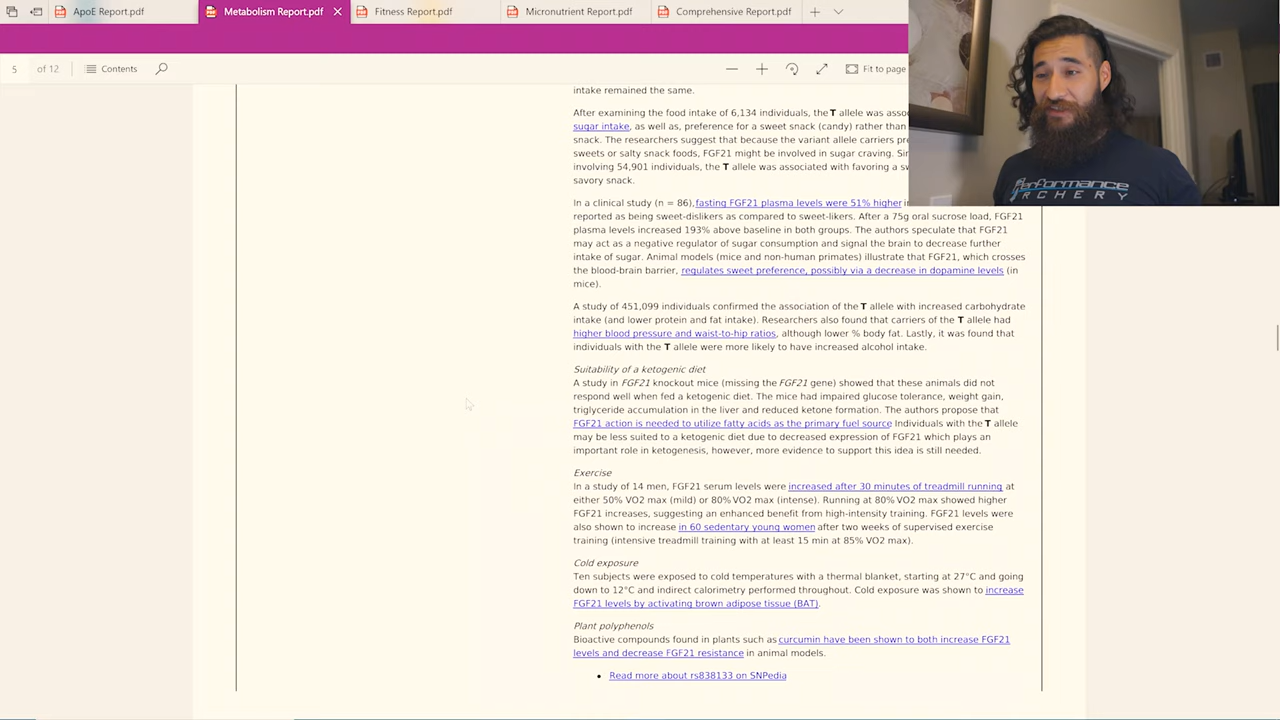 ApoE Report.pdf
Metabolism Report.pdf
Fitness Report.pdf
Micronutrient Report.pdf
Comprehensive Report.pdf
5 of 12
Contents
Fit to page
intake remained the same.
After examining the food intake of 6,134 individuals, the T allele was
sugar intake, as well as, preference for a sweet snack (candy) rather than
snack. The researchers suggest that because the variant allele carriers
sweets or salty snack foods, FGF21 might be involved in sugar craving.
involving 54,901 individuals, the T allele was associated with favoring a
savory snack.
In a clinical study (n = 86), fasting FGF21 plasma levels were 51% higher
reported as being sweet-dislikers as compared to sweet-likers. After a 75g oral sucrose load, FGF21
plasma levels increased 193% above baseline in both groups. The authors speculate that FGF21
may act as a negative regulator of sugar consumption and signal the brain to decrease further
intake of sugar. Animal models (mice and non-human primates) illustrate that FGF21, which crosses
the blood-brain barrier, regulates sweet preference, possibly via a decrease in dopamine levels (in
mice).
A study of 451,099 individuals confirmed the association of the T allele with increased carbohydrate
intake (and lower protein and fat intake). Researchers also found that carriers of the T allele had
higher blood pressure and waist-to-hip ratios, although lower % body fat. Lastly, it was found that
individuals with the T allele were more likely to have increased alcohol intake.
Suitability of a ketogenic diet
A study in FGF21 knockout mice (missing the FGF21 gene) showed that these animals did not
respond well when fed a ketogenic diet. The mice had impaired glucose tolerance, weight gain,
triglyceride accumulation in the liver and reduced ketone formation. The authors propose that
FGF21 action is needed to utilize fatty acids as the primary fuel source Individuals with the T allele
may be less suited to a ketogenic diet due to decreased expression of FGF21 which plays an
important role in ketogenesis, however, more evidence to support this idea is still needed.
Exercise
In a study of 14 men, FGF21 serum levels were increased after 30 minutes of treadmill running at
either 50% VO2 max (mild) or 80% VO2 max (intense). Running at 80% VO2 max showed higher
FGF21 increases, suggesting an enhanced benefit from high-intensity training. FGF21 levels were
also shown to increase in 60 sedentary young women after two weeks of supervised exercise
training (intensive treadmill training with at least 15 min at 85% VO2 max).
Cold exposure
Ten subjects were exposed to cold temperatures with a thermal blanket, starting at 27°C and going
down to 12°C and indirect calorimetry performed throughout. Cold exposure was shown to increase
FGF21 levels by activating brown adipose tissue (BAT).
Plant polyphenols
Bioactive compounds found in plants such as curcumin have been shown to both increase FGF21
levels and decrease FGF21 resistance in animal models.
• Read more about rs838133 on SNPedia
Performance
ARCHERY